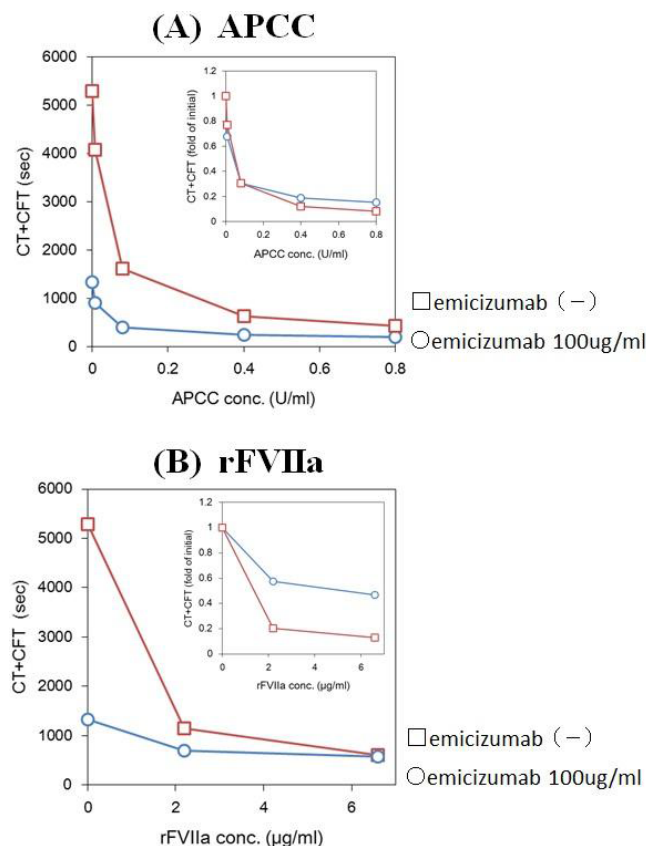 (A) APCC
6000
5000
4000
3000
2000
1000
0
CT+CFT (sec)
0 0.2 0.4 0.6 0.8
APCC conc. (U/ml)
1.2
1
0.8
0.6
0.4
0.2
0
CT+CFT (fold of initial)
0 0.2 0.4 0.6 0.8
APCC conc. (U/ml)
□emicizumab（−）
○emicizumab 100ug/ml
(B) rFVIIa
6000
5000
4000
3000
2000
1000
0
CT+CFT (sec)
0 2 4 6
rFVIIa conc. (μg/ml)
1.2
1
0.8
0.6
0.4
0.2
0
CT+CFT (fold of initial)
0 2 4 6
rFVIIa conc. (μg/ml)
□emicizumab（−）
○emicizumab 100ug/ml